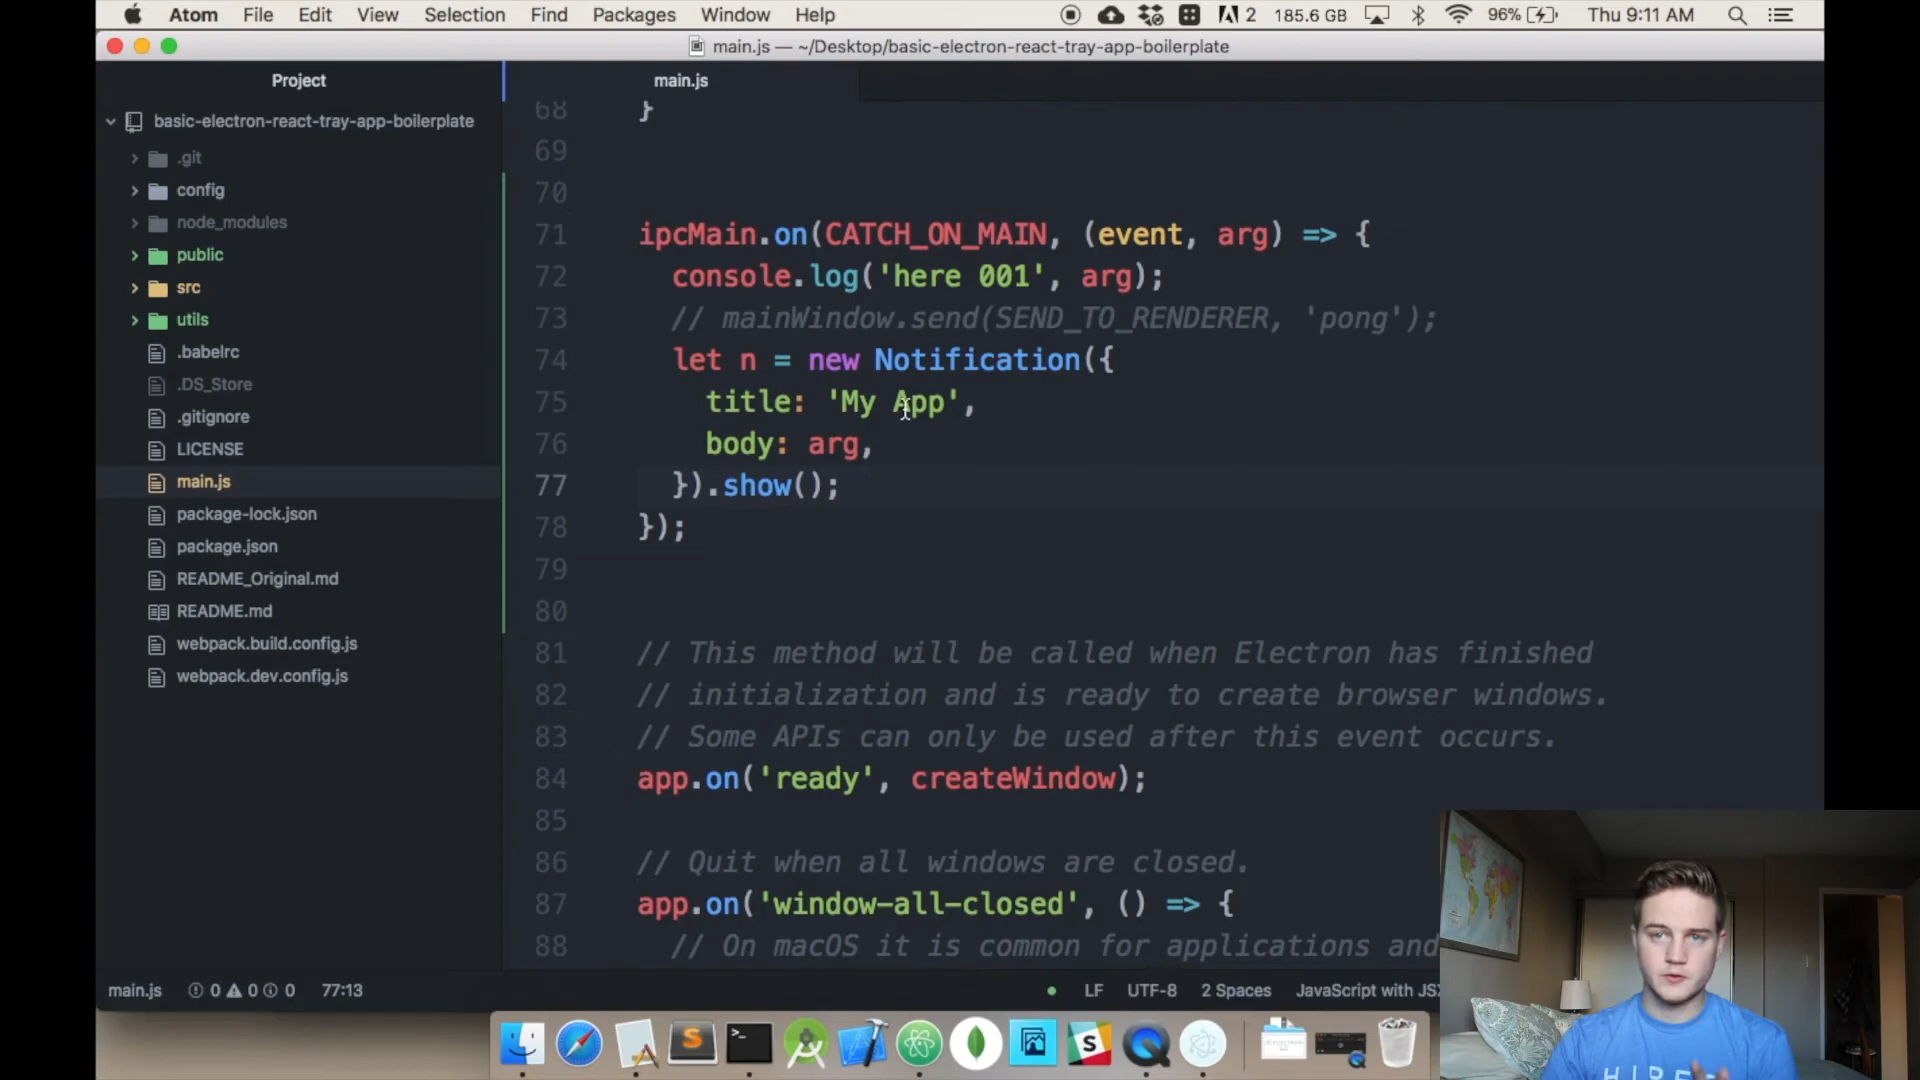 Atom File Edit View Selection Find Packages Window Help 2 185.6 GB 96% Thu 9:11 AM
main.js — ~/Desktop/basic-electron-react-tray-app-boilerplate
Project
main.js
basic-electron-react-tray-app-boilerplate
.git
config
node_modules
public
src
utils
.babelrc
.DS_Store
.gitignore
LICENSE
main.js
package-lock.json
package.json
README_Original.md
README.md
webpack.build.config.js
webpack.dev.config.js
68 }
69
70
71 ipcMain.on(CATCH_ON_MAIN, (event, arg) => {
72 console.log('here 001', arg);
73 // mainWindow.send(SEND_TO_RENDERER, 'pong');
74 let n = new Notification({
75 title: 'My App',
76 body: arg,
77 }).show();
78 });
79
80
81 // This method will be called when Electron has finished
82 // initialization and is ready to create browser windows.
83 // Some APIs can only be used after this event occurs.
84 app.on('ready', createWindow);
85
86 // Quit when all windows are closed.
87 app.on('window-all-closed', () => {
88 // On macOS it is common for applications and
main.js 0 0 0 77:13 LF UTF-8 2 Spaces JavaScript with JS